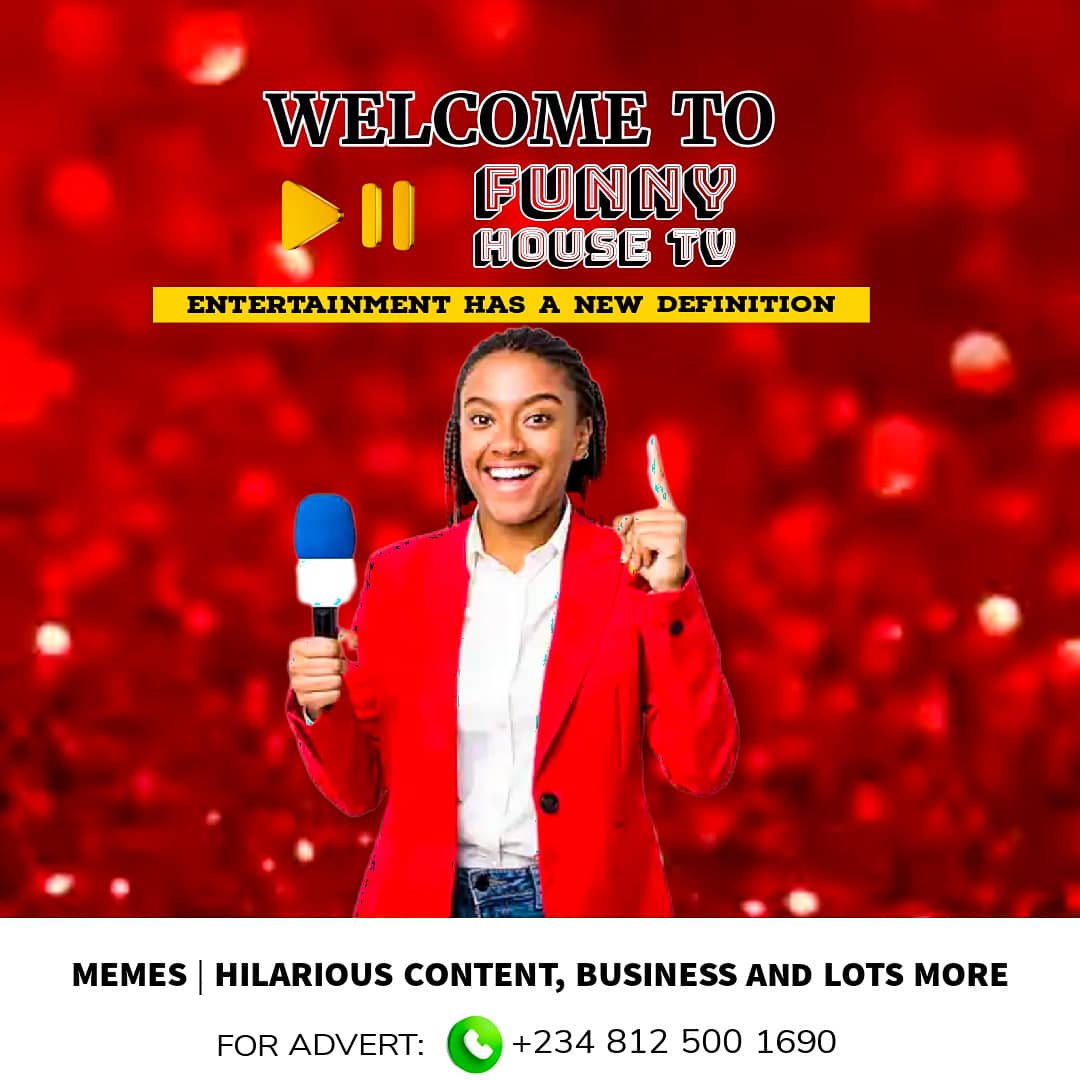 WELCOME TO
FUNNY
HOUSE TV
ENTERTAINMENT HAS A NEW DEFINITION
MEMES | HILARIOUS CONTENT, BUSINESS AND LOTS MORE
FOR ADVERT: +234 812 500 1690